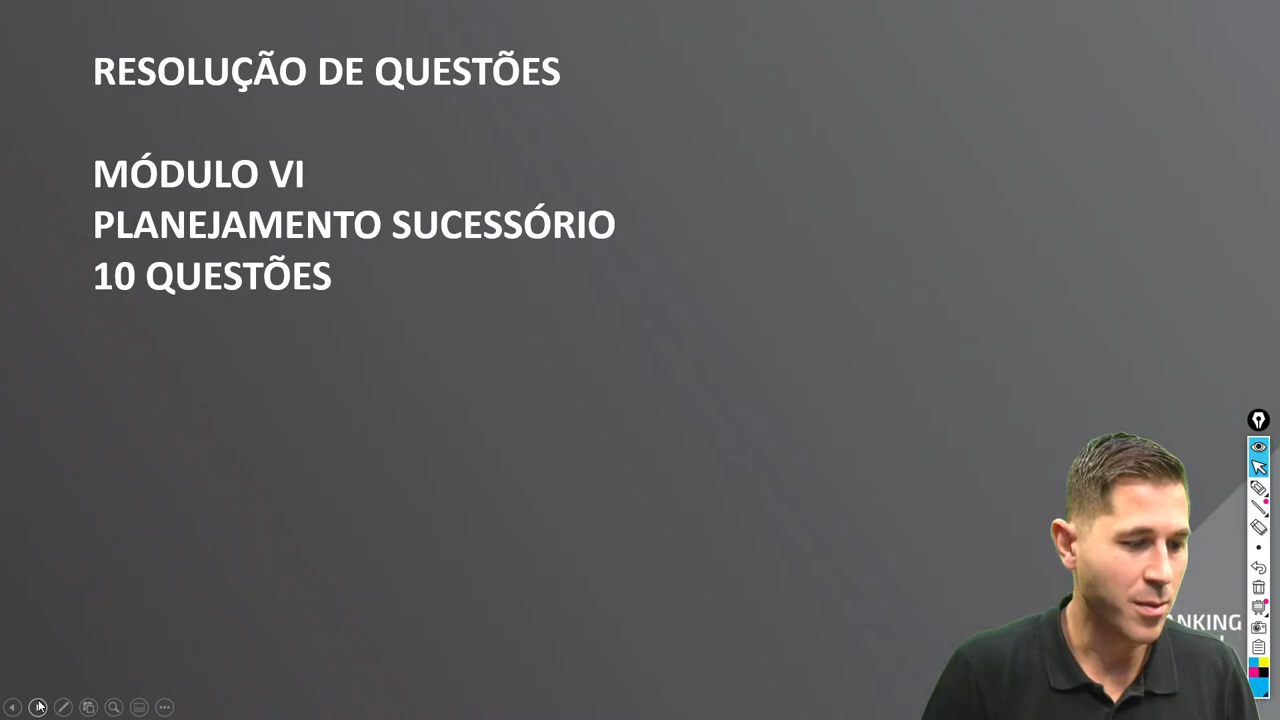 RESOLUÇÃO DE QUESTÕES
MÓDULO VI
PLANEJAMENTO SUCESSÓRIO
10 QUESTÕES